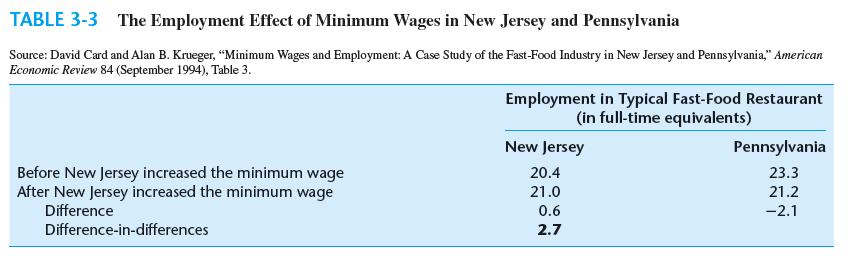 TABLE 3-3 The Employment Effect of Minimum Wages in New Jersey and Pennsylvania
Source: David Card and Alan B. Krueger, “Minimum Wages and Employment: A Case Study of the Fast-Food Industry in New Jersey and Pennsylvania,” American
Economic Review 84 (September 1994), Table 3.
Employment in Typical Fast-Food Restaurant
(in full-time equivalents)
New Jersey Pennsylvania
Before New Jersey increased the minimum wage 20.4 23.3
After New Jersey increased the minimum wage 21.0 21.2
Difference 0.6 −2.1
Difference-in-differences 2.7